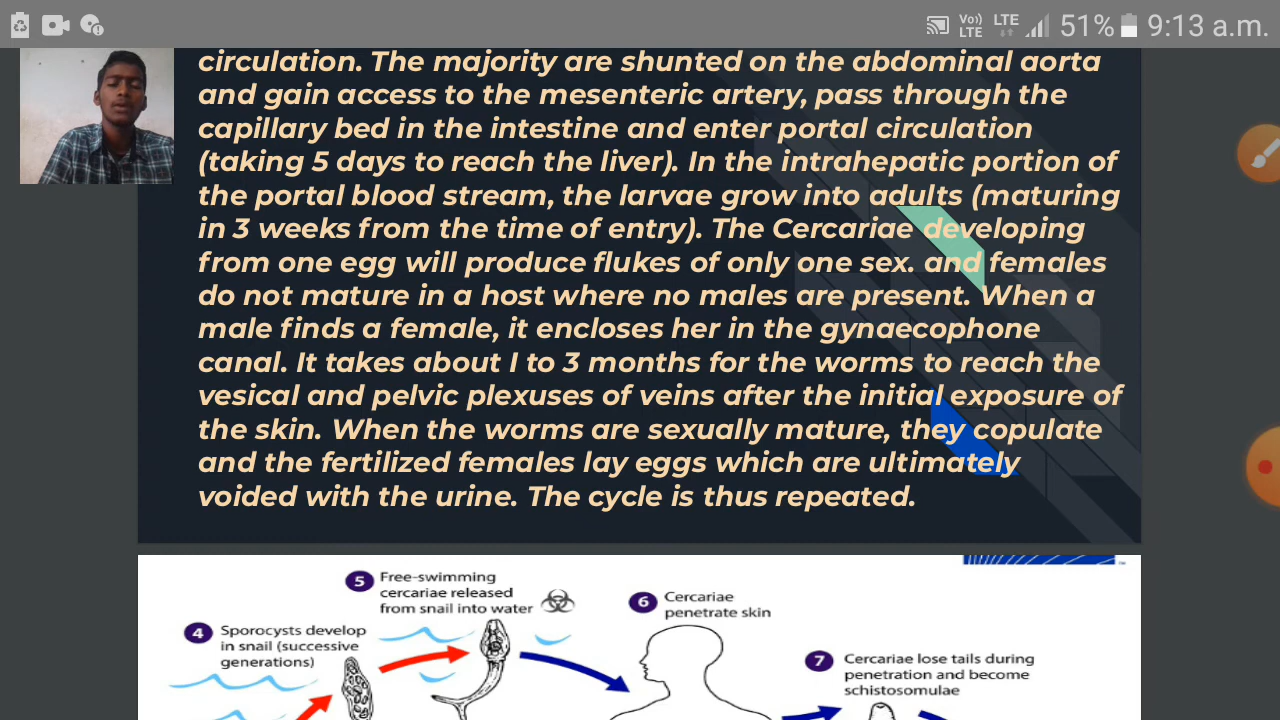 Vo)) LTE LTE 51% 9:13 a.m.
circulation. The majority are shunted on the abdominal aorta
and gain access to the mesenteric artery, pass through the
capillary bed in the intestine and enter portal circulation
(taking 5 days to reach the liver). In the intrahepatic portion of
the portal blood stream, the larvae grow into adults (maturing
in 3 weeks from the time of entry). The Cercariae developing
from one egg will produce flukes of only one sex. and females
do not mature in a host where no males are present. When a
male finds a female, it encloses her in the gynaecophone
canal. It takes about I to 3 months for the worms to reach the
vesical and pelvic plexuses of veins after the initial exposure of
the skin. When the worms are sexually mature, they copulate
and the fertilized females lay eggs which are ultimately
voided with the urine. The cycle is thus repeated.
4 Sporocysts develop
in snail (successive
generations)
5 Free-swimming
cercariae released
from snail into water
6 Cercariae
penetrate skin
7 Cercariae lose tails during
penetration and become
schistosomulae